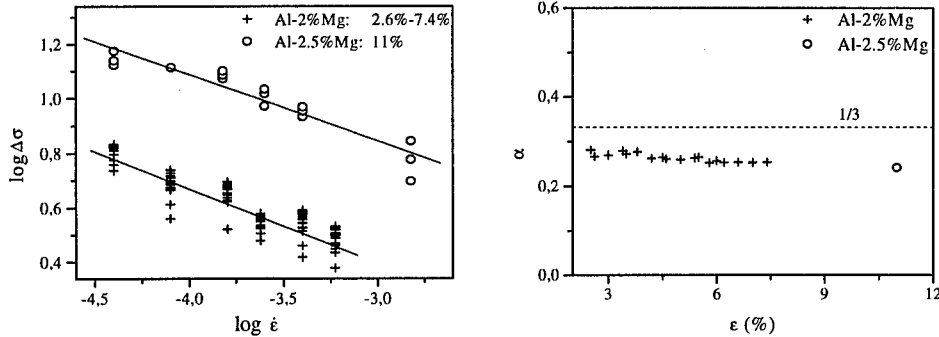 + Al-2%Mg: 2.6%-7.4%
o Al-2.5%Mg: 11%
1,2
1.0
0.8
0.6
0.4
log Δσ
-4,5
-4,0
-3,5
-3,0
log ε̇
0,6
0,4
0,2
0,0
α
+ Al-2%Mg
o Al-2.5%Mg
1/3
3
6
9
12
ε (%)